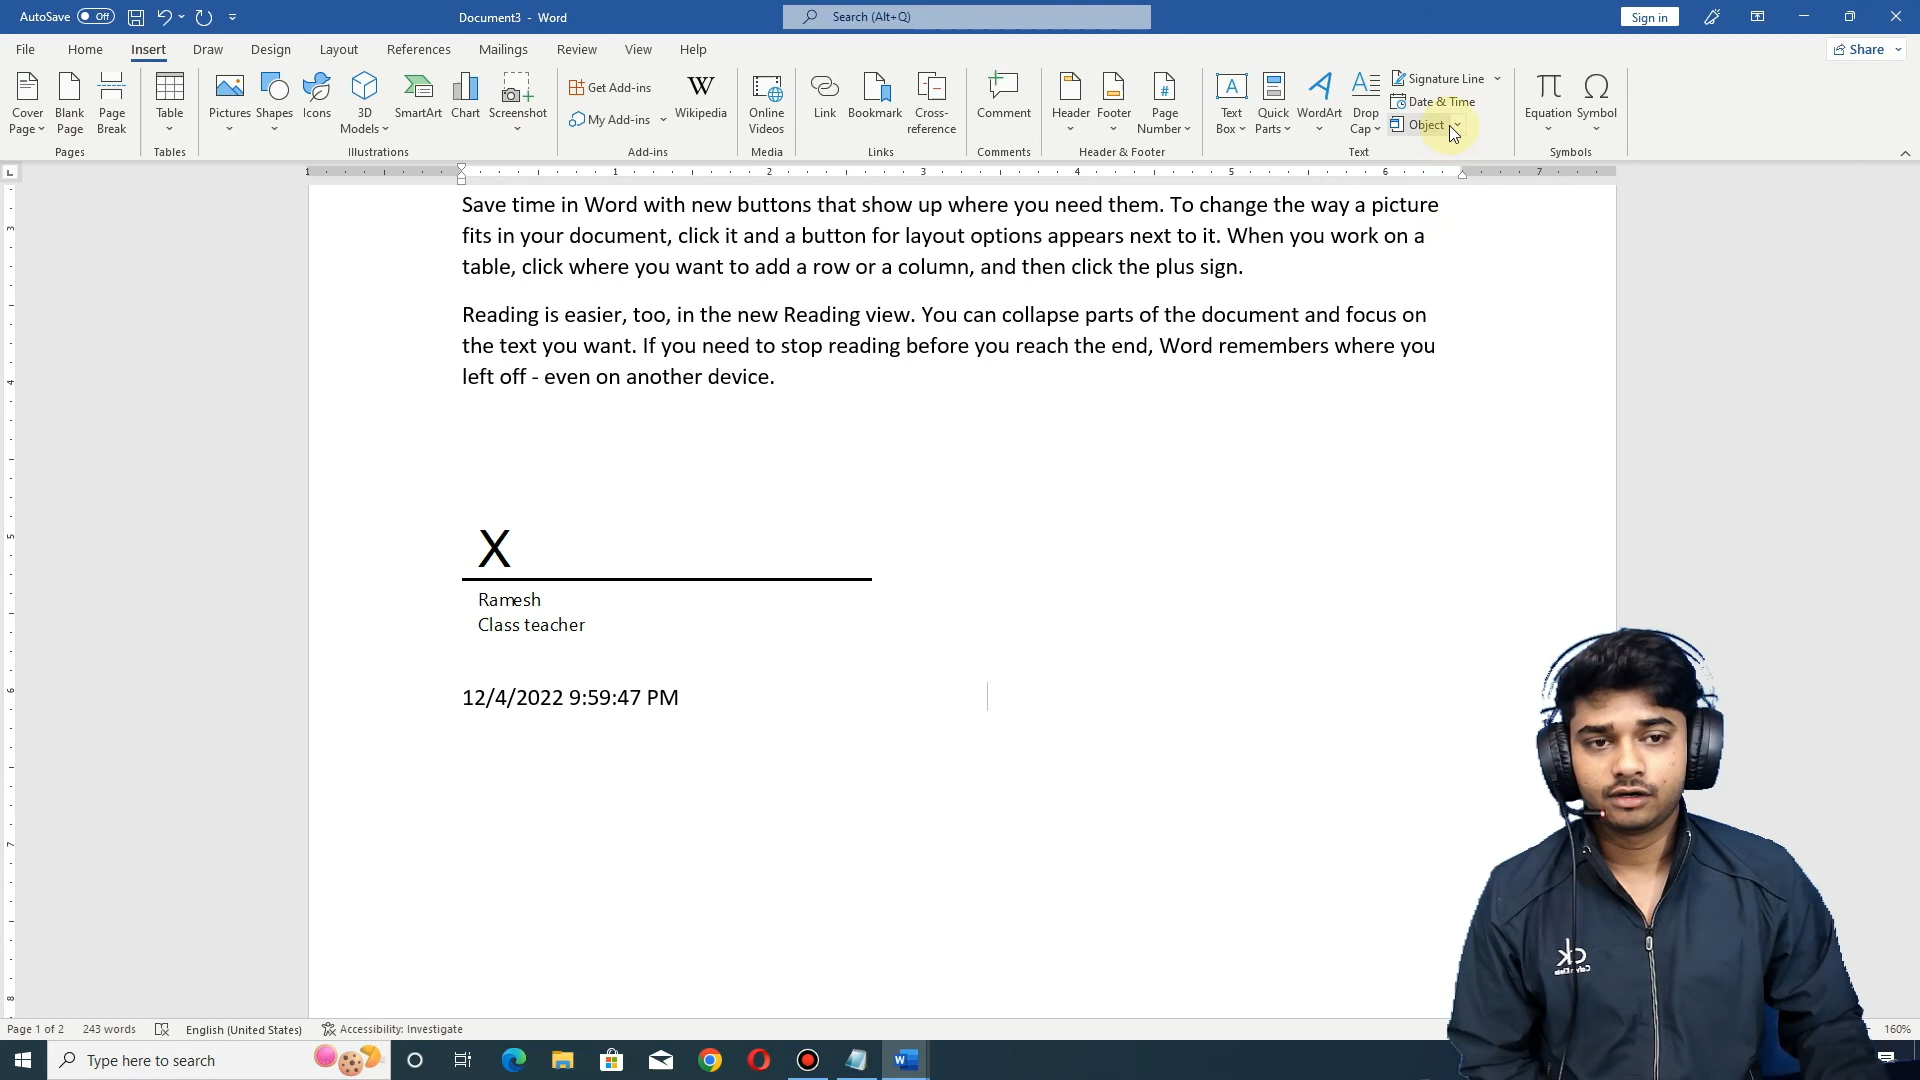 AutoSave Off Document3 - Word Search (Alt+Q) Sign in
File Home Insert Draw Design Layout References Mailings Review View Help Share
Cover Page
Blank Page
Page Break
Pages
Table
Tables
Pictures
Shapes
Icons
3D Models
SmartArt
Chart
Screenshot
Illustrations
Get Add-ins
My Add-ins
Wikipedia
Add-ins
Online Videos
Media
Link
Bookmark
Cross-reference
Links
Comment
Comments
Header
Footer
Page Number
Header & Footer
Text Box
Quick Parts
WordArt
Drop Cap
Signature Line
Date & Time
Object
Text
Equation
Symbol
Symbols
1 1 2 3 4 5 6 7
Save time in Word with new buttons that show up where you need them. To change the way a picture
fits in your document, click it and a button for layout options appears next to it. When you work on a
table, click where you want to add a row or a column, and then click the plus sign.
Reading is easier, too, in the new Reading view. You can collapse parts of the document and focus on
the text you want. If you need to stop reading before you reach the end, Word remembers where you
left off - even on another device.
X
Ramesh
Class teacher
12/4/2022 9:59:47 PM
Page 1 of 2 243 words English (United States) Accessibility: Investigate 160%
Type here to search